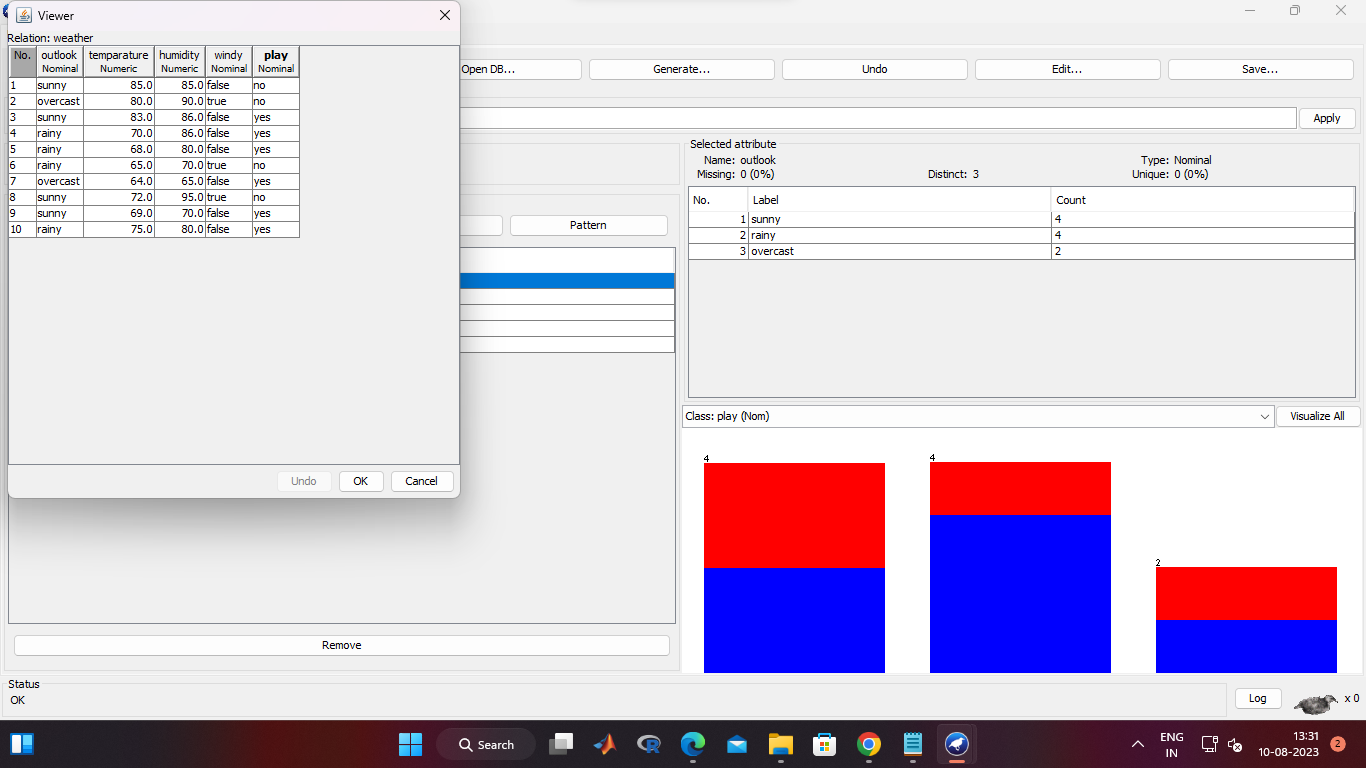 Viewer
Relation: weather
No. outlook temparature humidity windy play
Nominal Numeric Numeric Nominal Nominal
1 sunny 85.0 85.0 false no
2 overcast 80.0 90.0 true no
3 sunny 83.0 86.0 false yes
4 rainy 70.0 86.0 false yes
5 rainy 68.0 80.0 false yes
6 rainy 65.0 70.0 true no
7 overcast 64.0 65.0 false yes
8 sunny 72.0 95.0 true no
9 sunny 69.0 70.0 false yes
10 rainy 75.0 80.0 false yes
Undo OK Cancel
Open DB... Generate... Undo Edit... Save...
Apply
Pattern
Remove
Selected attribute
Name: outlook Type: Nominal
Missing: 0 (0%) Distinct: 3 Unique: 0 (0%)
No. Label Count
1 sunny 4
2 rainy 4
3 overcast 2
Class: play (Nom) Visualize All
4 4 2
Status
OK
Log x 0
Search
ENG
IN
13:31
10-08-2023
2